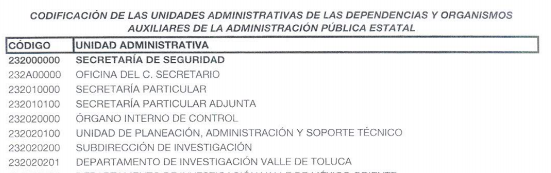 CODIFICACIÓN DE LAS UNIDADES ADMINISTRATIVAS DE LAS DEPENDENCIAS Y ORGANISMOS
AUXILIARES DE LA ADMINISTRACIÓN PÚBLICA ESTATAL
CÓDIGO UNIDAD ADMINISTRATIVA
232000000 SECRETARÍA DE SEGURIDAD
232A00000 OFICINA DEL C. SECRETARIO
232010000 SECRETARÍA PARTICULAR
232010100 SECRETARÍA PARTICULAR ADJUNTA
232020000 ÓRGANO INTERNO DE CONTROL
232020100 UNIDAD DE PLANEACIÓN, ADMINISTRACIÓN Y SOPORTE TÉCNICO
232020200 SUBDIRECCIÓN DE INVESTIGACIÓN
232020201 DEPARTAMENTO DE INVESTIGACIÓN VALLE DE TOLUCA